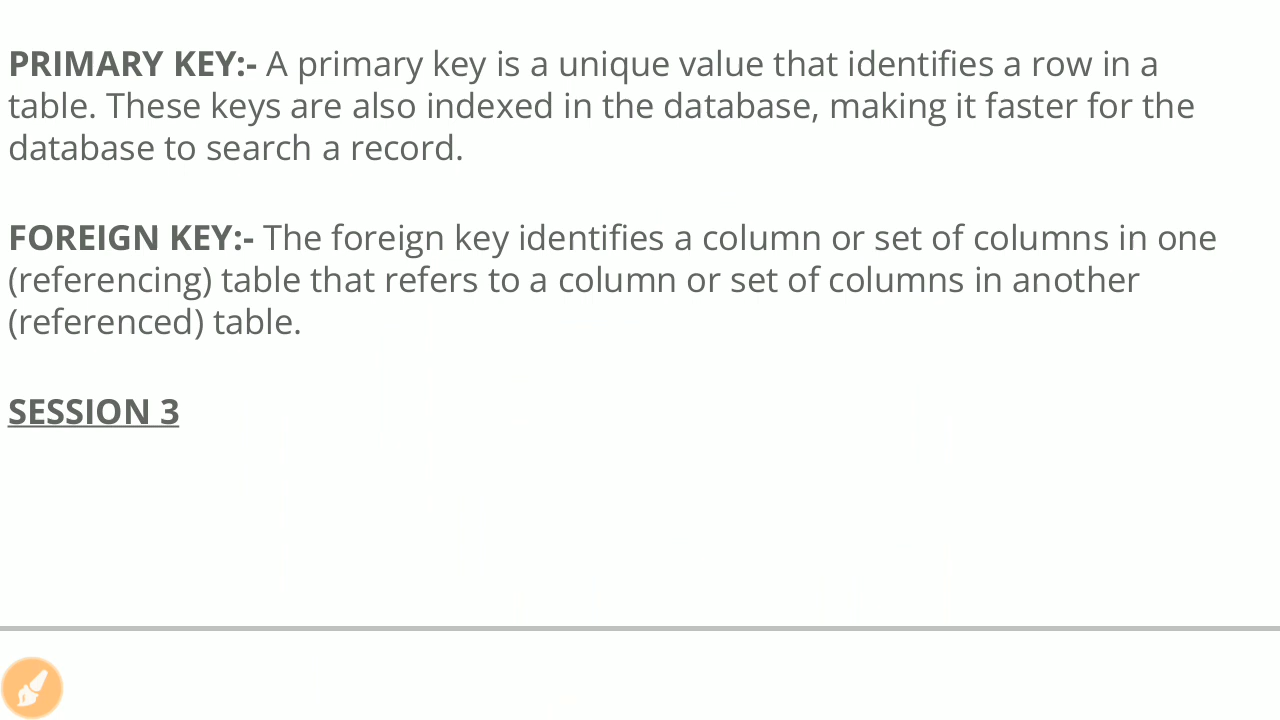 PRIMARY KEY:- A primary key is a unique value that identifies a row in a
table. These keys are also indexed in the database, making it faster for the
database to search a record.
FOREIGN KEY:- The foreign key identifies a column or set of columns in one
(referencing) table that refers to a column or set of columns in another
(referenced) table.
SESSION 3